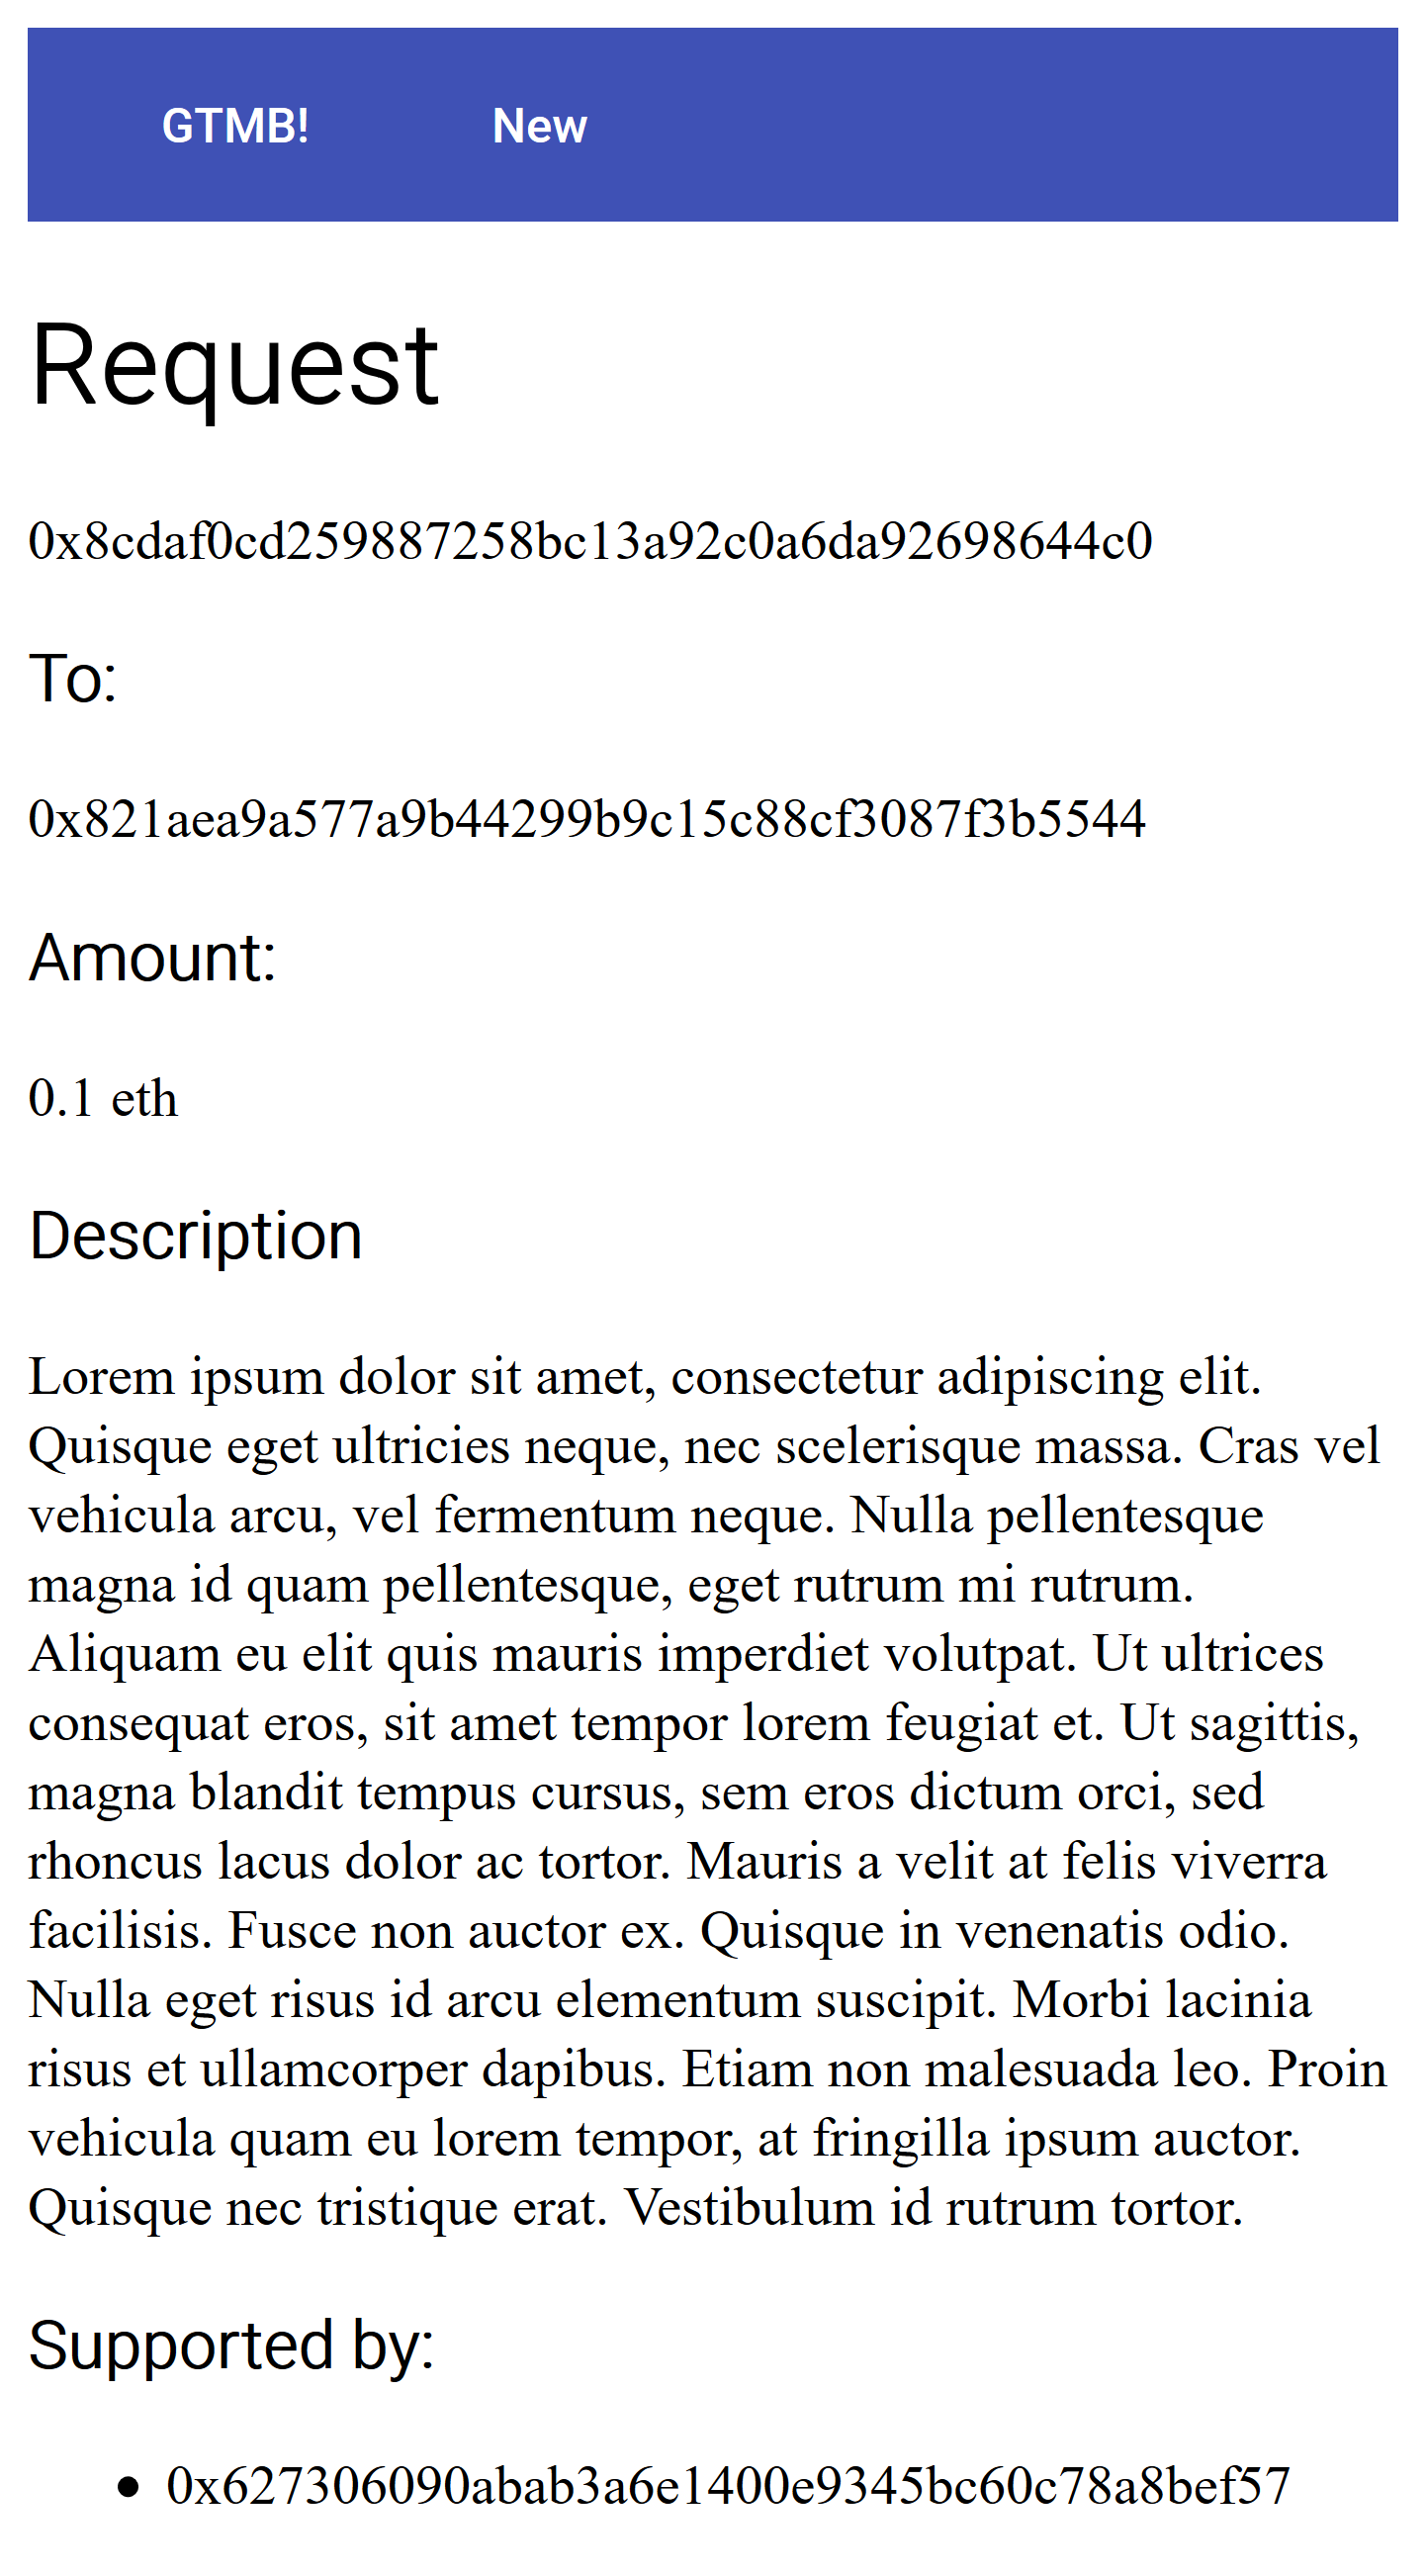 GTMB! New
Request
0x8cdaf0cd259887258bc13a92c0a6da92698644c0
To:
0x821aea9a577a9b44299b9c15c88cf3087f3b5544
Amount:
0.1 eth
Description
Lorem ipsum dolor sit amet, consectetur adipiscing elit.
Quisque eget ultricies neque, nec scelerisque massa. Cras vel
vehicula arcu, vel fermentum neque. Nulla pellentesque
magna id quam pellentesque, eget rutrum mi rutrum.
Aliquam eu elit quis mauris imperdiet volutpat. Ut ultrices
consequat eros, sit amet tempor lorem feugiat et. Ut sagittis,
magna blandit tempus cursus, sem eros dictum orci, sed
rhoncus lacus dolor ac tortor. Mauris a velit at felis viverra
facilisis. Fusce non auctor ex. Quisque in venenatis odio.
Nulla eget risus id arcu elementum suscipit. Morbi lacinia
risus et ullamcorper dapibus. Etiam non malesuada leo. Proin
vehicula quam eu lorem tempor, at fringilla ipsum auctor.
Quisque nec tristique erat. Vestibulum id rutrum tortor.
Supported by:
• 0x627306090abab3a6e1400e9345bc60c78a8bef57